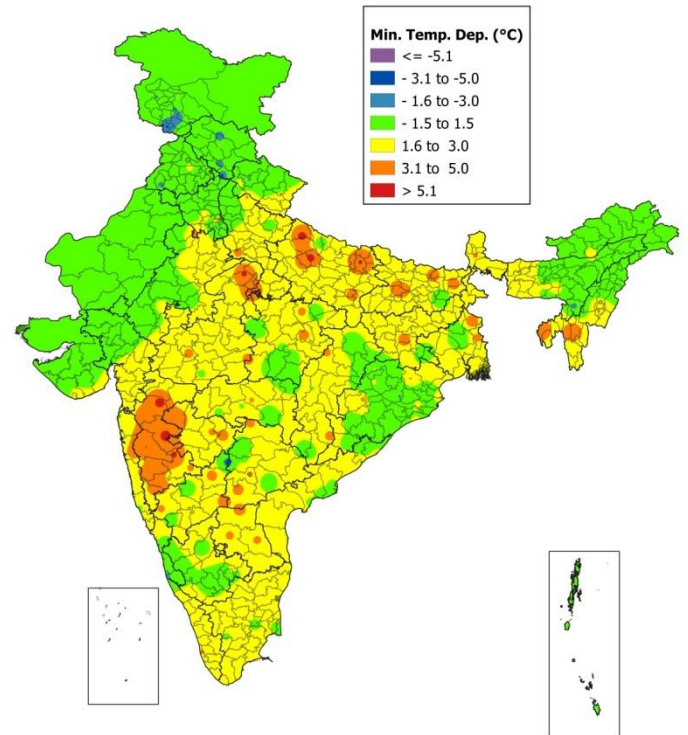 Min. Temp. Dep. (°C)
<= -5.1
- 3.1 to -5.0
- 1.6 to -3.0
- 1.5 to 1.5
1.6 to 3.0
3.1 to 5.0
> 5.1